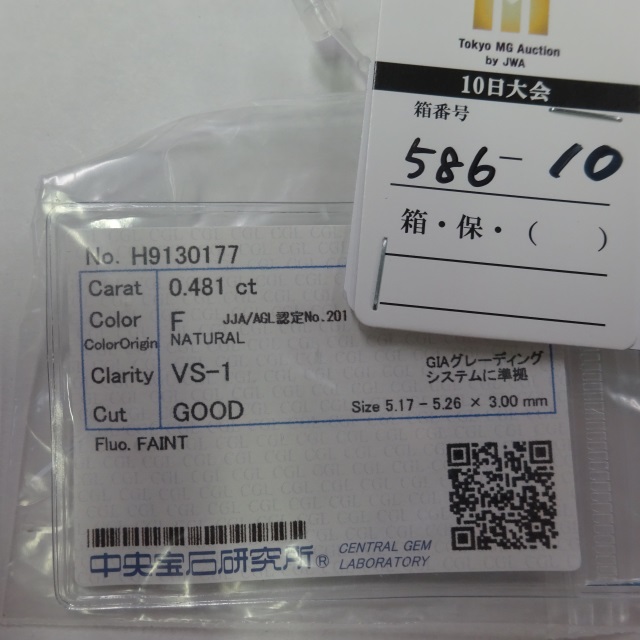 Tokyo MG Auction
by JWA
10日大会
箱番号
586-10
箱・保・(　　)
No. H9130177
Carat 0.481 ct
Color F JJA/AGL認定No.201
ColorOrigin NATURAL
Clarity VS-1 GIAグレーディング
システムに準拠
Cut GOOD Size 5.17 - 5.26 × 3.00 mm
Fluo. FAINT
中央宝石研究所® CENTRAL GEM
LABORATORY